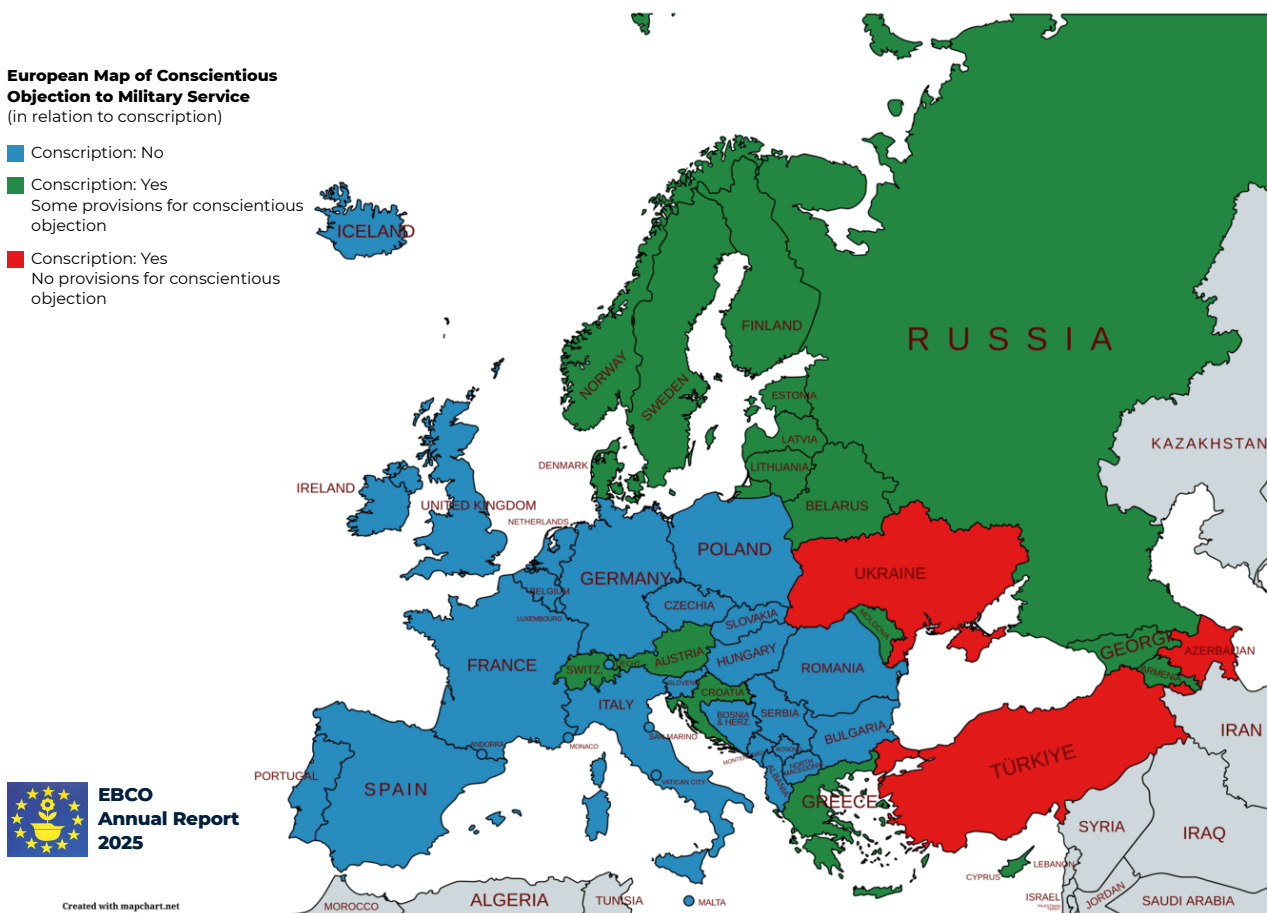 European Map of Conscientious
Objection to Military Service
(in relation to conscription)
Conscription: No
Conscription: Yes
Some provisions for conscientious
objection
Conscription: Yes
No provisions for conscientious
objection
ICELAND
RUSSIA
FINLAND
NORWAY
SWEDEN
ESTONIA
LATVIA
LITHUANIA
DENMARK
BELARUS
KAZAKHSTAN
IRELAND
UNITED KINGDOM
NETHERLANDS
POLAND
GERMANY
UKRAINE
BELGIUM
CZECHIA
LUXEMBOURG
SLOVAKIA
MOLDOVA
FRANCE
SWITZ.
LIECHT.
AUSTRIA
HUNGARY
ROMANIA
GEORGI
AZERBAIJAN
ARMENIA
SLOVENI
CROATIA
ITALY
BOSNIA
& HERZ.
SERBIA
BULGARIA
SAN MARINO
ANDORRA
MONACO
MONTENEGRO
KOSOVO
NORTH
MACEDONIA
ALBANIA
VATICAN CITY
PORTUGAL
SPAIN
GREECE
TÜRKIYE
IRAN
SYRIA
IRAQ
CYPRUS
LEBANON
ISRAEL
JORDAN
SAUDI ARABIA
MOROCCO
ALGERIA
TUNISIA
MALTA
EBCO
Annual Report
2025
Created with mapchart.net